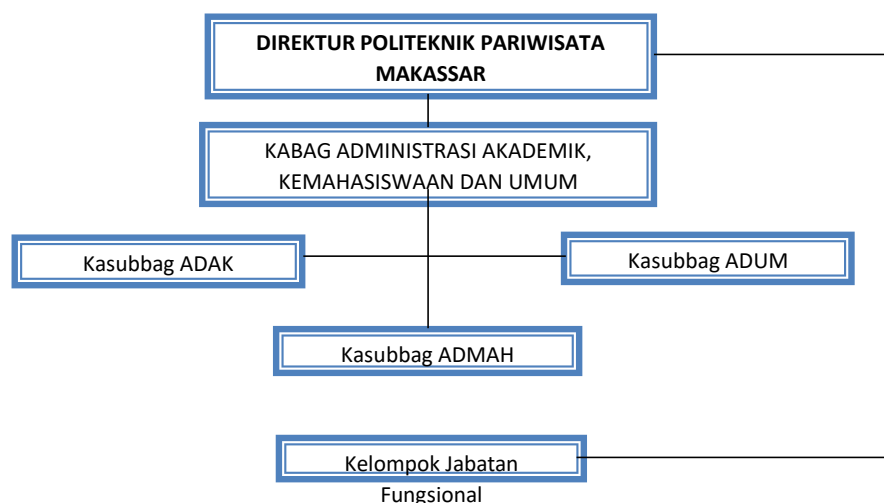 DIREKTUR POLITEKNIK PARIWISATA
MAKASSAR
KABAG ADMINISTRASI AKADEMIK,
KEMAHASISWAAN DAN UMUM
Kasubbag ADAK
Kasubbag ADUM
Kasubbag ADMAH
Kelompok Jabatan
Fungsional